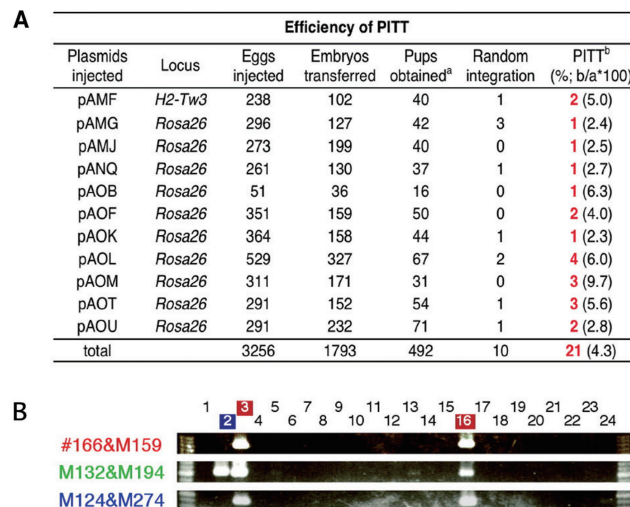 A
Efficiency of PITT
Plasmids injected Locus Eggs injected Embryos transferred Pups obtainedᵃ Random integration PITTᵇ (%; b/a*100)
pAMF H2-Tw3 238 102 40 1 2 (5.0)
pAMG Rosa26 296 127 42 3 1 (2.4)
pAMJ Rosa26 273 199 40 0 1 (2.5)
pANQ Rosa26 261 130 37 1 1 (2.7)
pAOB Rosa26 51 36 16 0 1 (6.3)
pAOF Rosa26 351 159 50 0 2 (4.0)
pAOK Rosa26 364 158 44 1 1 (2.3)
pAOL Rosa26 529 327 67 2 4 (6.0)
pAOM Rosa26 311 171 31 0 3 (9.7)
pAOT Rosa26 291 152 54 1 3 (5.6)
pAOU Rosa26 291 232 71 1 2 (2.8)
total 3256 1793 492 10 21 (4.3)
B
1 3 5 7 9 11 13 15 17 19 21 23
2 4 6 8 10 12 14 16 18 20 22 24
#166&M159
M132&M194
M124&M274